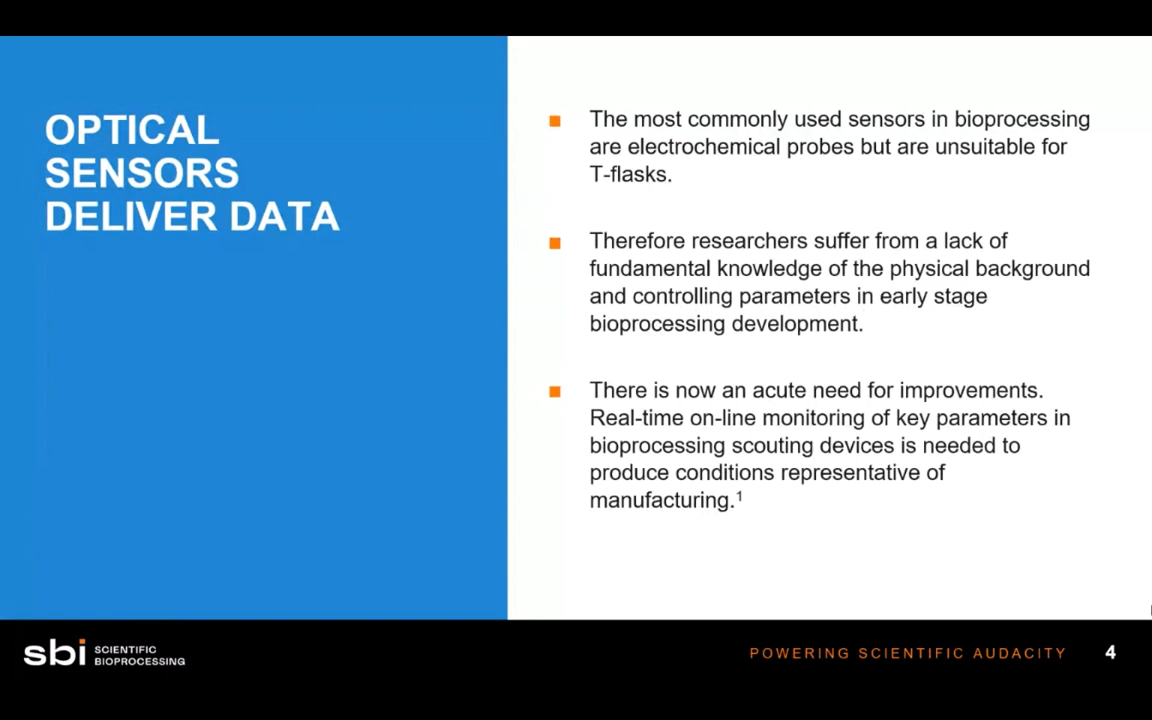 OPTICAL
SENSORS
DELIVER DATA
The most commonly used sensors in bioprocessing
are electrochemical probes but are unsuitable for
T-flasks.
Therefore researchers suffer from a lack of
fundamental knowledge of the physical background
and controlling parameters in early stage
bioprocessing development.
There is now an acute need for improvements.
Real-time on-line monitoring of key parameters in
bioprocessing scouting devices is needed to
produce conditions representative of
manufacturing.¹
sbi SCIENTIFIC
BIOPROCESSING
POWERING SCIENTIFIC AUDACITY 4